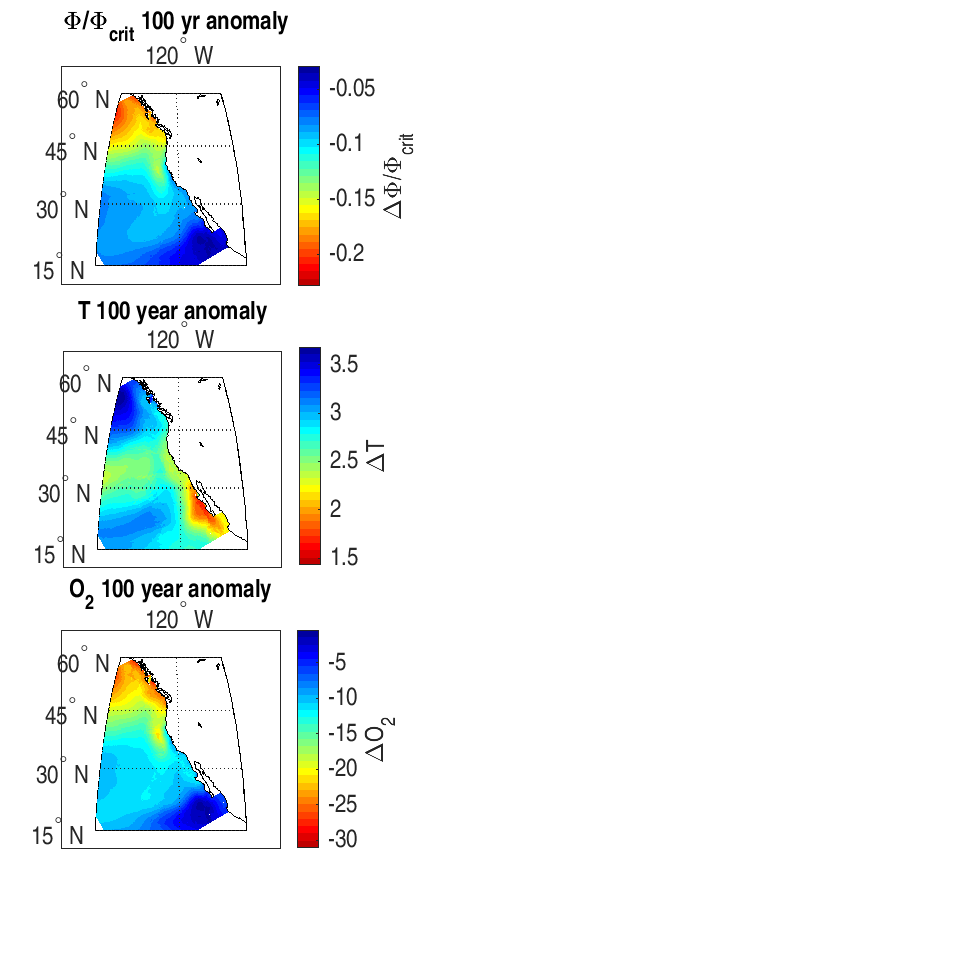 Φ/Φcrit 100 yr anomaly
120° W
60° N
45° N
30° N
15° N
-0.05
-0.1
-0.15
-0.2
ΔΦ/Φcrit
T 100 year anomaly
120° W
60° N
45° N
30° N
15° N
3.5
3
2.5
2
1.5
ΔT
O2 100 year anomaly
120° W
60° N
45° N
30° N
15° N
-5
-10
-15
-20
-25
-30
ΔO2